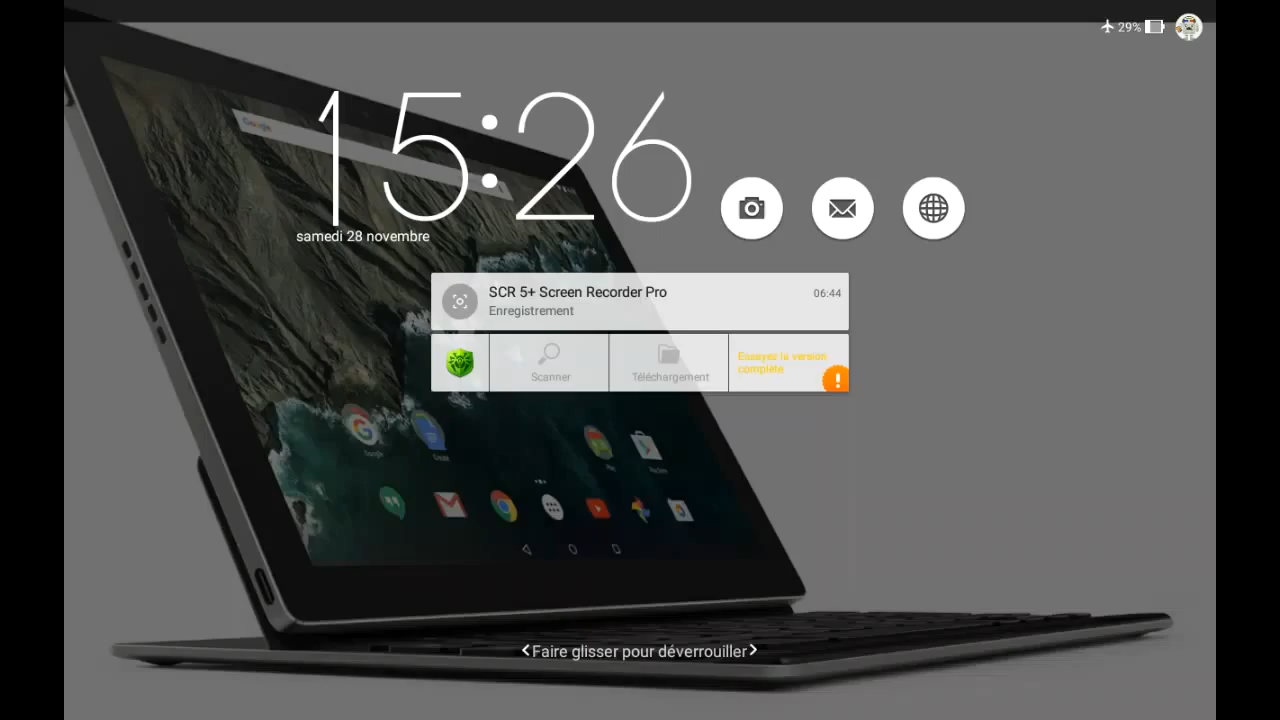 29%
15:26
samedi 28 novembre
SCR 5+ Screen Recorder Pro
06:44
Enregistrement
Scanner
Téléchargement
Essayez la version
complète
Google
Faire glisser pour déverrouiller